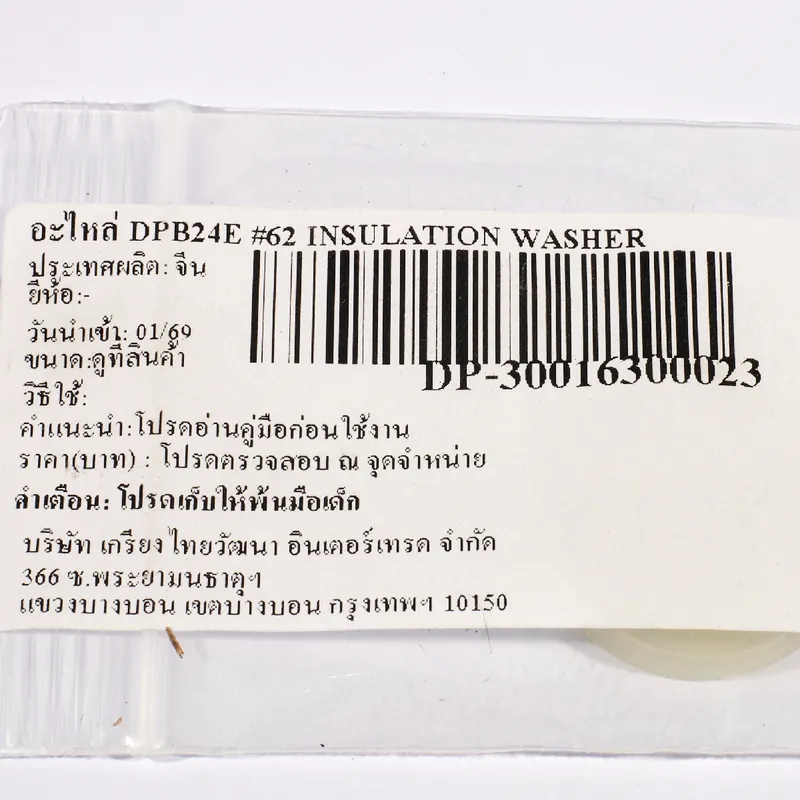 อะไหล่ DPB24E #62 INSULATION WASHER
ประเทศผลิต: จีน
ยี่ห้อ:-
วันนำเข้า: 01/69
ขนาด:ดูที่สินค้า
DP-30016300023
วิธีใช้:
คำแนะนำ:โปรดอ่านคู่มือก่อนใช้งาน
ราคา(บาท) : โปรดตรวจสอบ ณ จุดจำหน่าย
คำเตือน: โปรดเก็บให้พ้นมือเด็ก
บริษัท เกรียงไทยวัฒนา อินเตอร์เทรด จำกัด
366 ซ.พระยามนธาตุฯ
แขวงบางบอน เขตบางบอน กรุงเทพฯ 10150